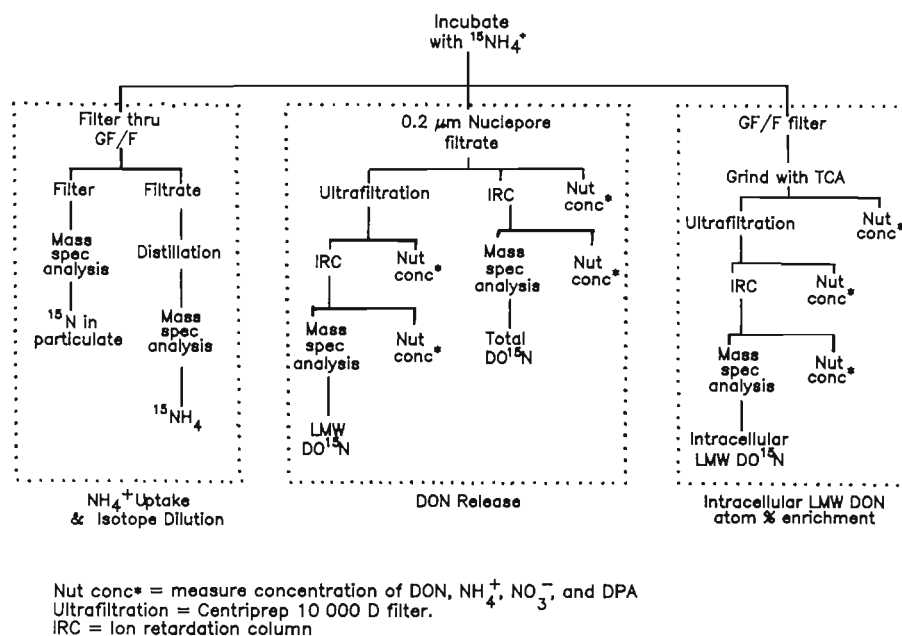 Incubate
with ¹⁵NH₄⁺
Filter thru
GF/F
Filter
Filtrate
Mass
spec
analysis
Distillation
¹⁵N in
particulate
Mass
spec
analysis
¹⁵NH₄
NH₄⁺Uptake
& Isotope Dilution
0.2 μm Nuclepore
filtrate
Ultrafiltration
IRC
Nut
conc*
IRC
Nut
conc*
Mass
spec
analysis
Nut
conc*
Mass
spec
analysis
Nut
conc*
Total
DO¹⁵N
LMW
DO¹⁵N
DON Release
GF/F filter
Grind with TCA
Ultrafiltration
Nut
conc*
IRC
Nut
conc*
Mass
spec
analysis
Nut
conc*
Intracellular
LMW DO¹⁵N
Intracellular LMW DON
atom % enrichment
Nut conc* = measure concentration of DON, NH₄⁺, NO₃⁻, and DPA
Ultrafiltration = Centriprep 10 000 D filter.
IRC = Ion retardation column